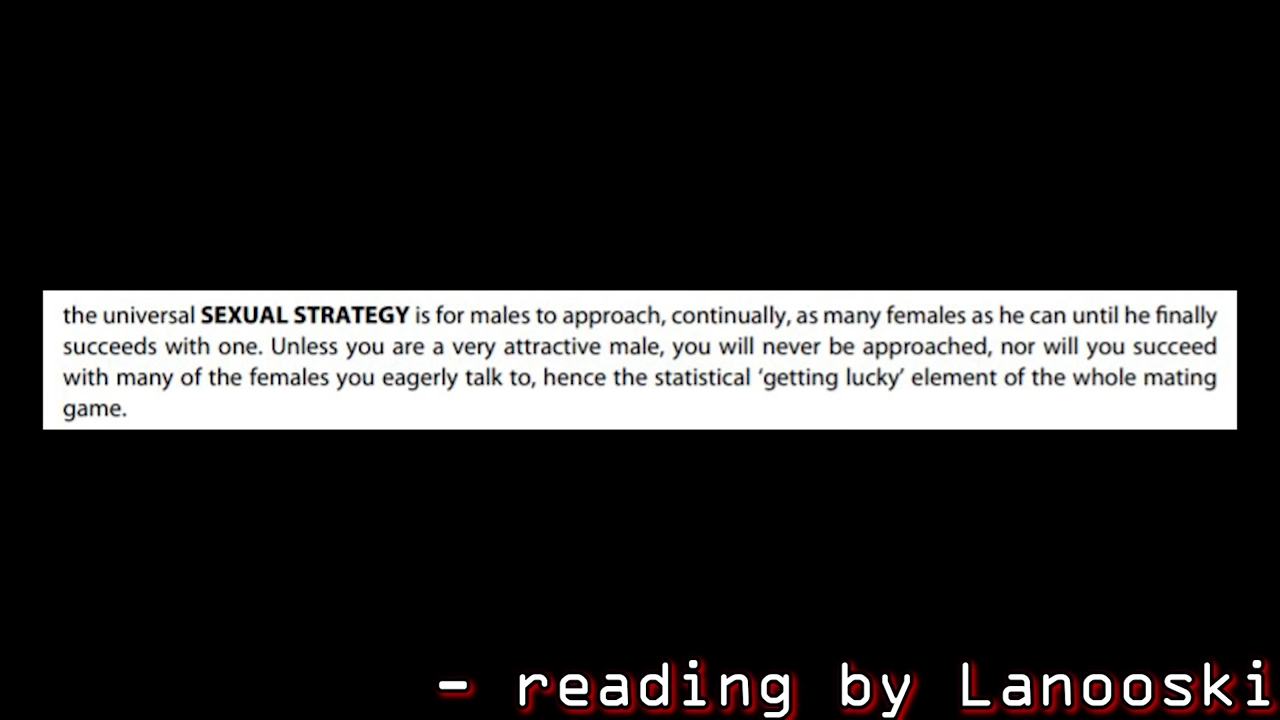 the universal SEXUAL STRATEGY is for males to approach, continually, as many females as he can until he finally
succeeds with one. Unless you are a very attractive male, you will never be approached, nor will you succeed
with many of the females you eagerly talk to, hence the statistical ‘getting lucky’ element of the whole mating
game.
- reading by Lanooski